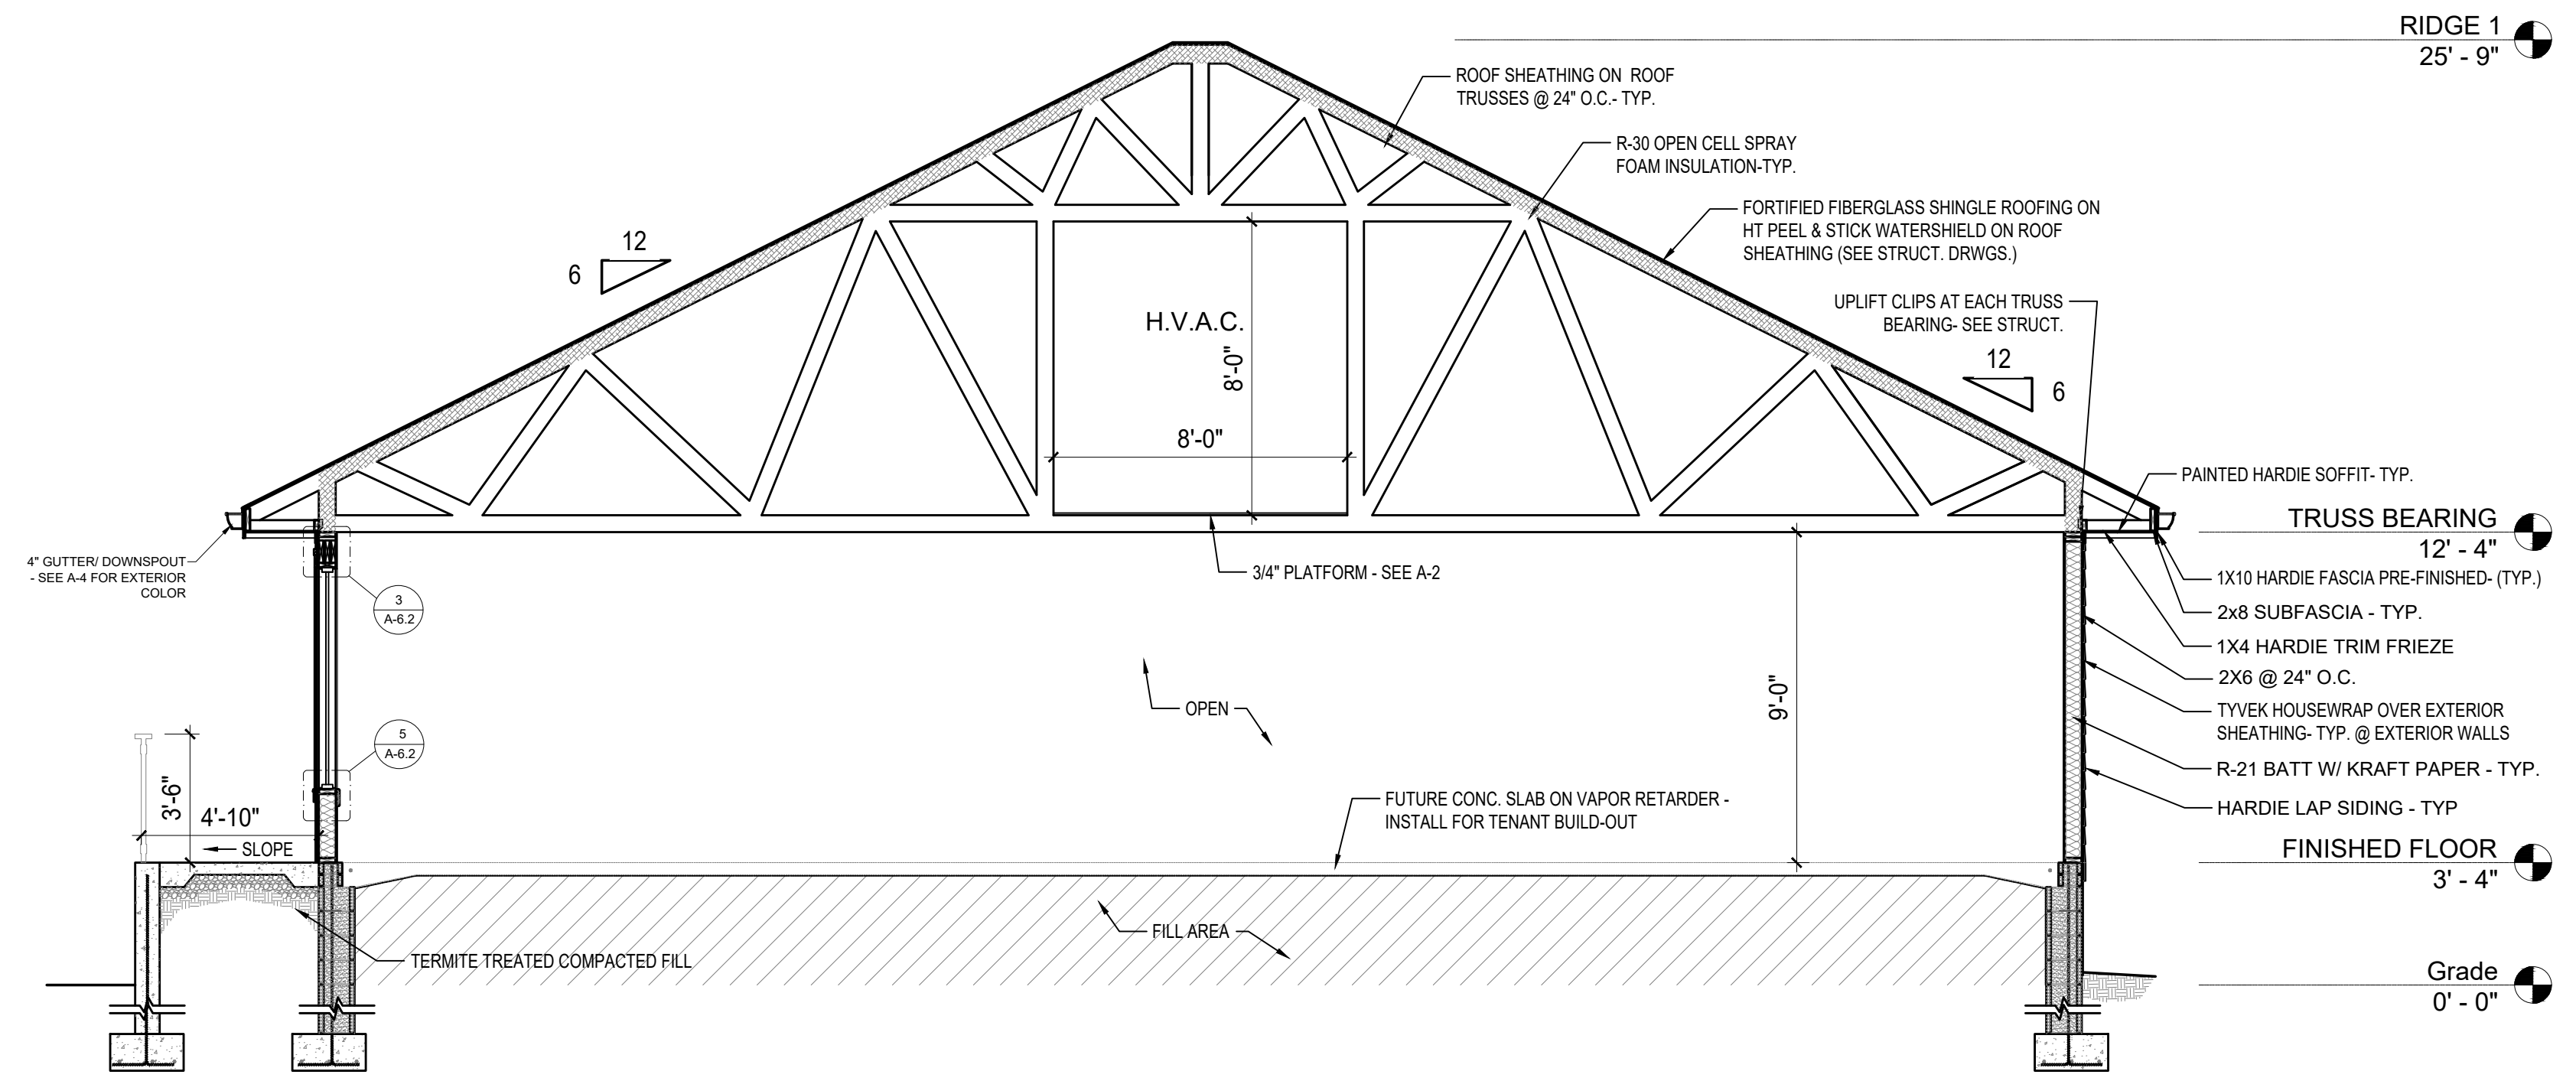 RIDGE 1
25' - 9"
ROOF SHEATHING ON ROOF
TRUSSES @ 24" O.C.- TYP.
R-30 OPEN CELL SPRAY
FOAM INSULATION-TYP.
FORTIFIED FIBERGLASS SHINGLE ROOFING ON
HT PEEL & STICK WATERSHIELD ON ROOF
SHEATHING (SEE STRUCT. DRWGS.)
12
6
UPLIFT CLIPS AT EACH TRUSS
BEARING- SEE STRUCT.
H.V.A.C.
8'-0"
8'-0"
12
6
PAINTED HARDIE SOFFIT- TYP.
TRUSS BEARING
12' - 4"
4" GUTTER/ DOWNSPOUT
- SEE A-4 FOR EXTERIOR
COLOR
3/4" PLATFORM - SEE A-2
1X10 HARDIE FASCIA PRE-FINISHED- (TYP.)
3
A-6.2
2x8 SUBFASCIA - TYP.
1X4 HARDIE TRIM FRIEZE
2X6 @ 24" O.C.
OPEN
9'-0"
TYVEK HOUSEWRAP OVER EXTERIOR
SHEATHING- TYP. @ EXTERIOR WALLS
5
A-6.2
R-21 BATT W/ KRAFT PAPER - TYP.
3'-6"
4'-10"
SLOPE
FUTURE CONC. SLAB ON VAPOR RETARDER -
INSTALL FOR TENANT BUILD-OUT
HARDIE LAP SIDING - TYP
FINISHED FLOOR
3' - 4"
FILL AREA
TERMITE TREATED COMPACTED FILL
Grade
0' - 0"